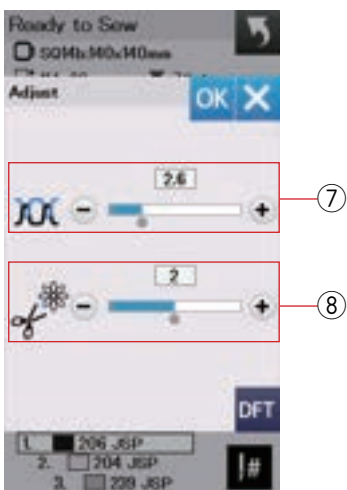 Ready to Sew
SQ14b:140x140mm
Adjust
OK
2.6
⑦
2
⑧
DFT
1. 206 JSP
2. 204 JSP
3. 239 JSP
#